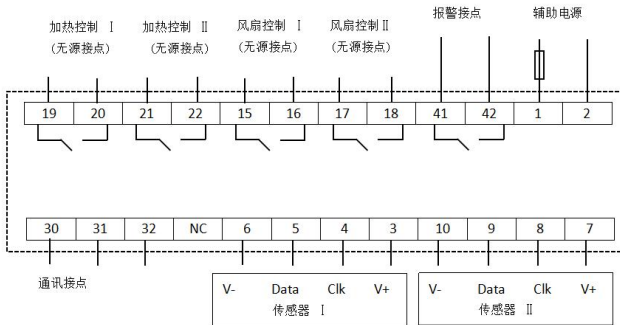 加热控制 Ⅰ 加热控制 Ⅱ 风扇控制 Ⅰ 风扇控制Ⅱ 报警接点 辅助电源
(无源接点) (无源接点) (无源接点) (无源接点)
19 20 21 22 15 16 17 18 41 42 1 2
30 31 32 NC 6 5 4 3 10 9 8 7
通讯接点
V- Data Clk V+ V- Data Clk V+
传感器 Ⅰ 传感器 Ⅱ